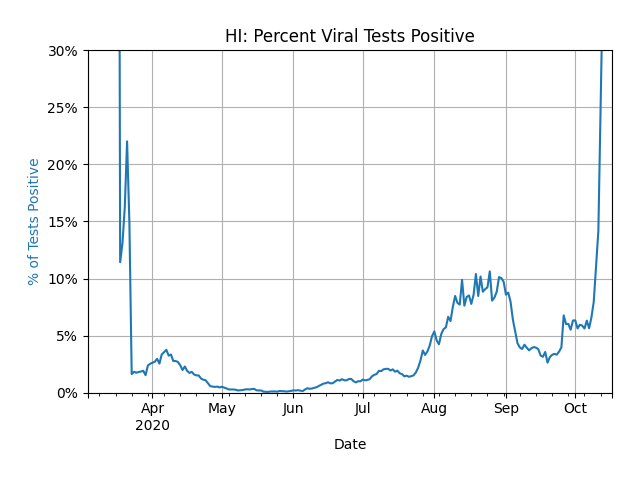 HI: Percent Viral Tests Positive
30%
25%
20%
15%
10%
5%
0%
% of Tests Positive
Apr May Jun Jul Aug Sep Oct
2020
Date